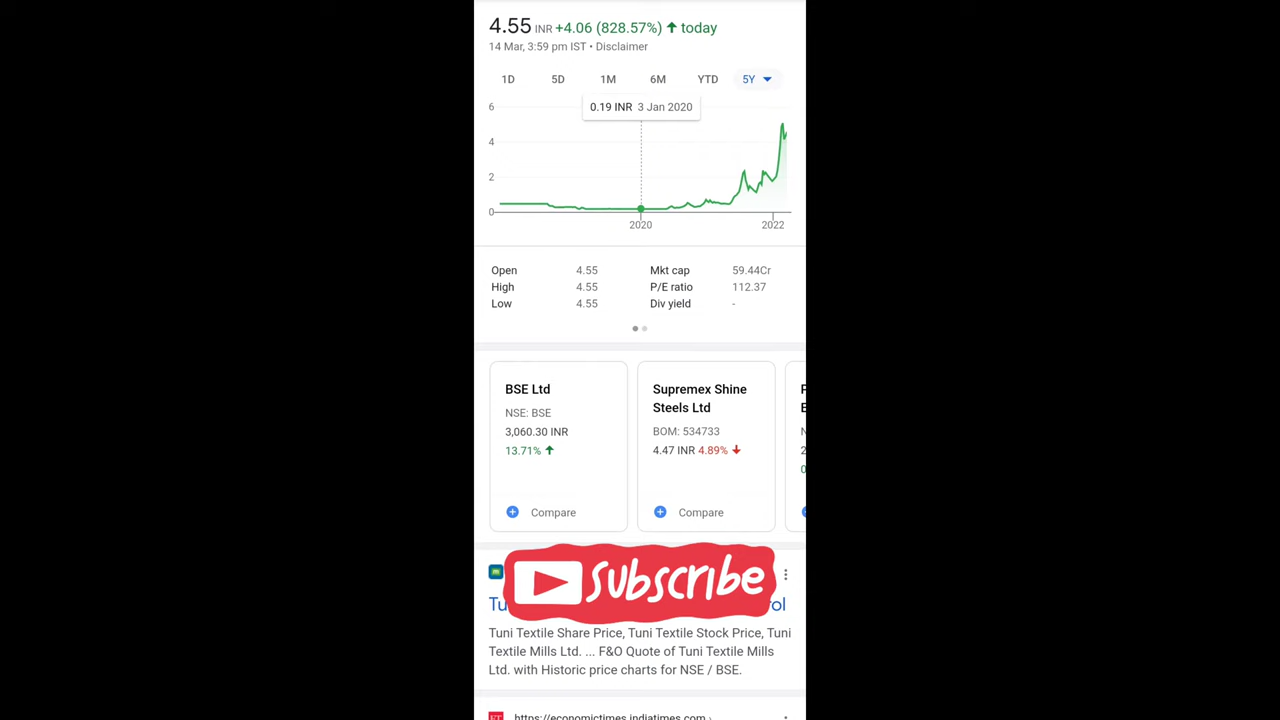 4.55 INR +4.06 (828.57%) ↑ today
14 Mar, 3:59 pm IST • Disclaimer
1D 5D 1M 6M YTD 5Y
0.19 INR 3 Jan 2020
6
4
2
0
2020 2022
Open 4.55 Mkt cap 59.44Cr
High 4.55 P/E ratio 112.37
Low 4.55 Div yield -
BSE Ltd
NSE: BSE
3,060.30 INR
13.71% ↑
Compare
Supremex Shine
Steels Ltd
BOM: 534733
4.47 INR 4.89% ↓
Compare
Subscribe
Tuni Textile Share Price, Tuni Textile Stock Price, Tuni
Textile Mills Ltd. ... F&O Quote of Tuni Textile Mills
Ltd. with Historic price charts for NSE / BSE.
ET https://economictimes.indiatimes.com ›